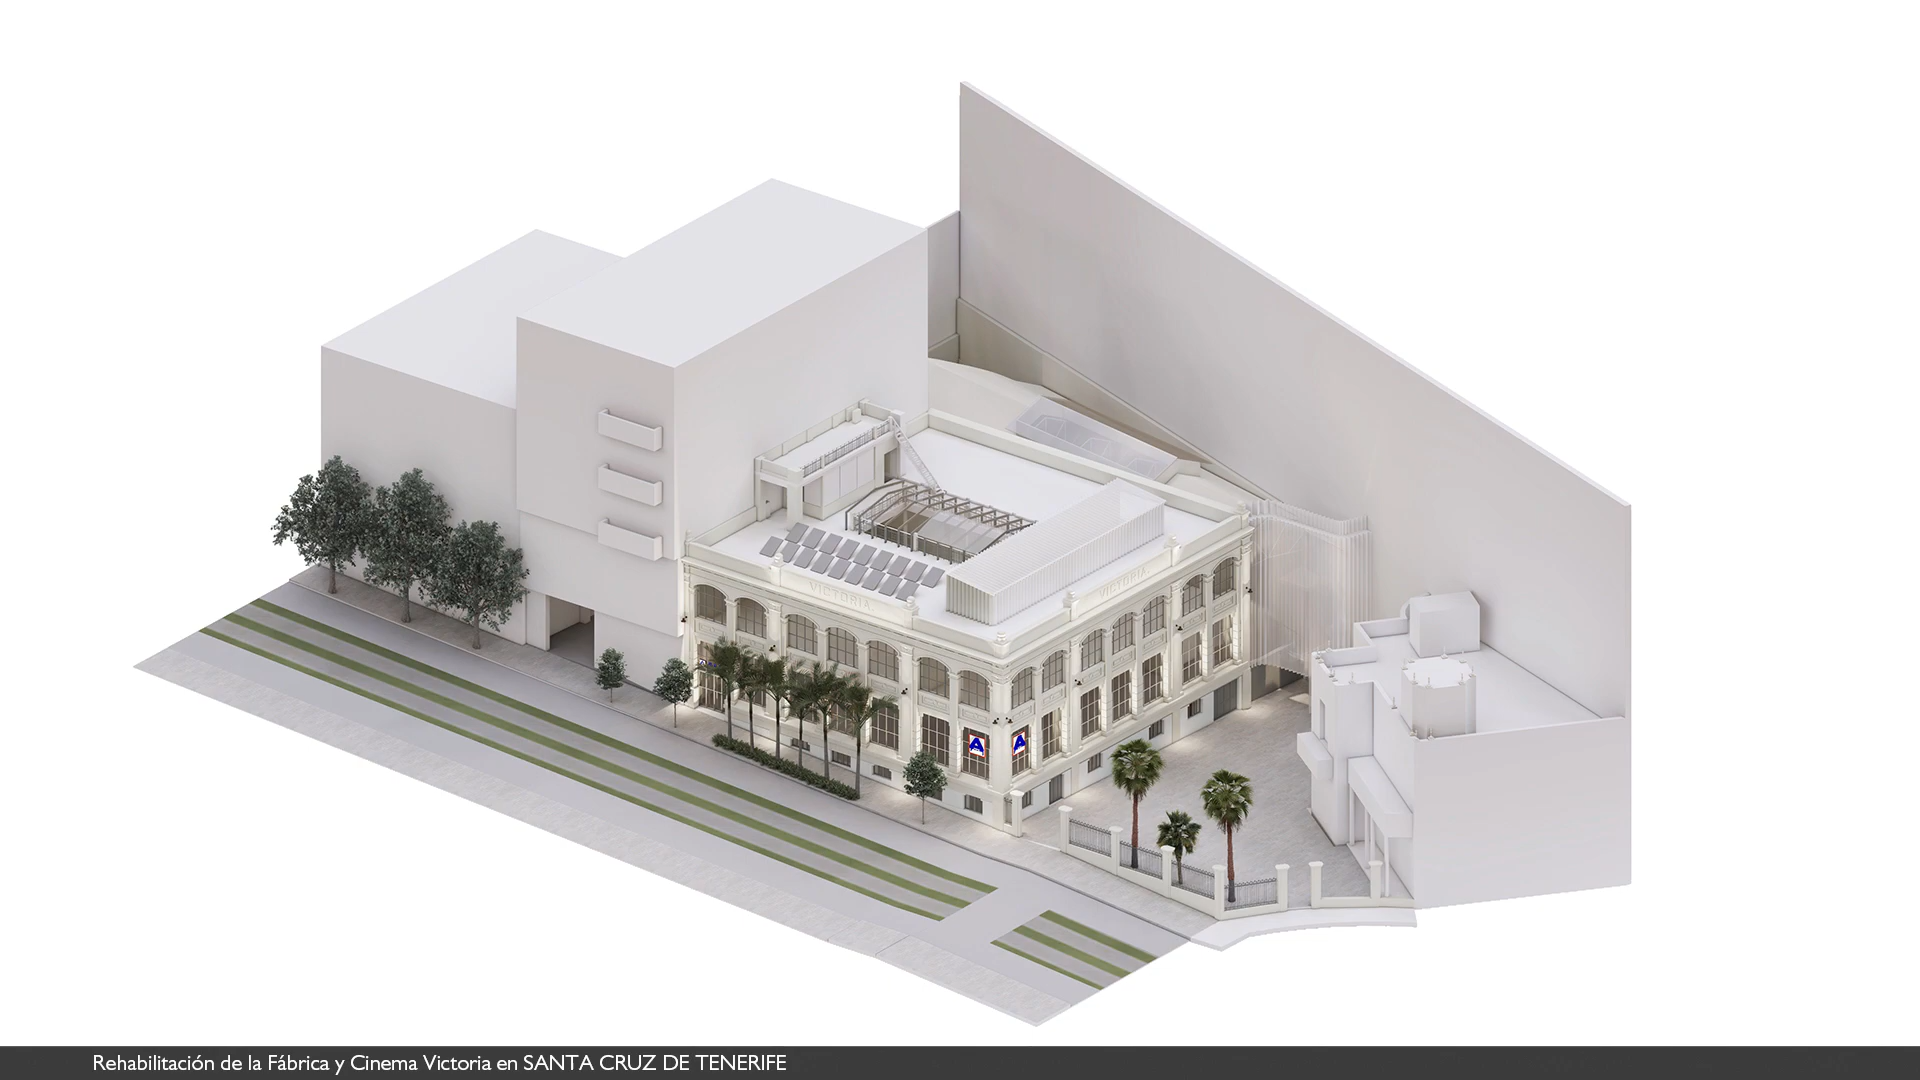 VICTORIA.
VICTORIA.
A
A
Rehabilitación de la Fábrica y Cinema Victoria en SANTA CRUZ DE TENERIFE